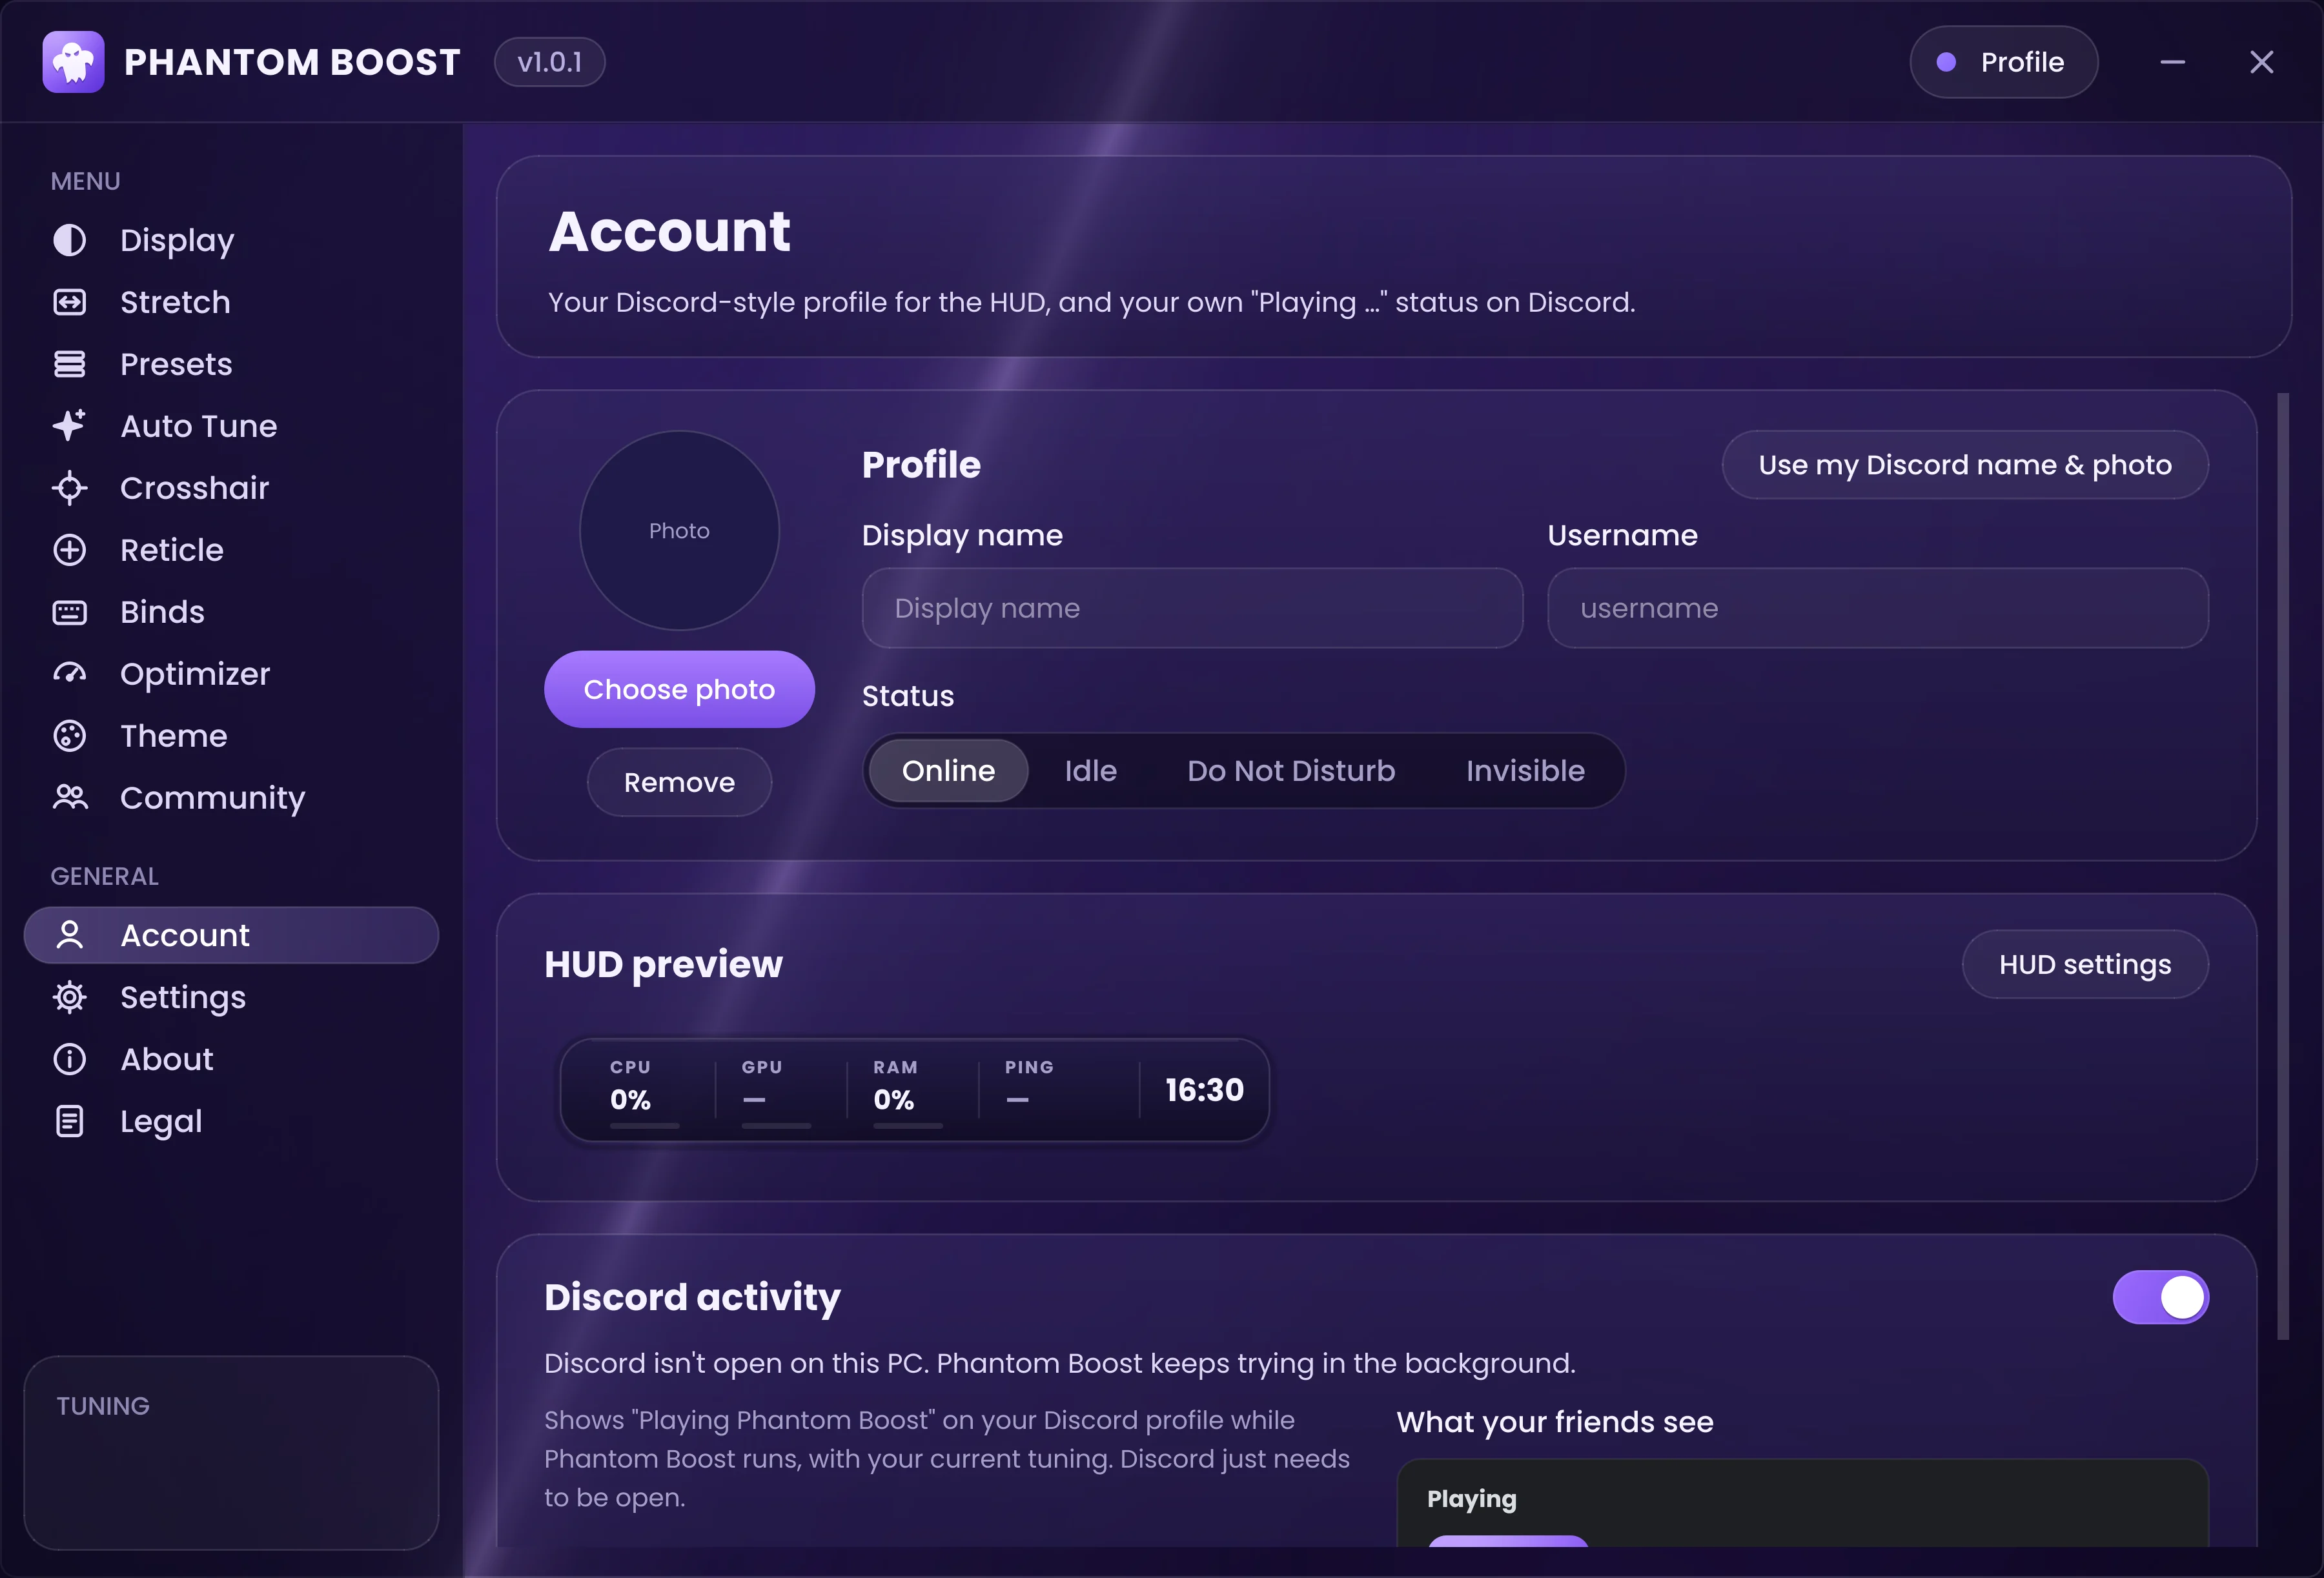 PHANTOM BOOST
v1.0.1
Profile
MENU
Display
Stretch
Presets
Auto Tune
Crosshair
Reticle
Binds
Optimizer
Theme
Community
GENERAL
Account
Settings
About
Legal
TUNING
Account
Your Discord-style profile for the HUD, and your own "Playing ..." status on Discord.
Photo
Choose photo
Remove
Profile
Use my Discord name & photo
Display name
Username
Display name
username
Status
Online
Idle
Do Not Disturb
Invisible
HUD preview
HUD settings
CPU
GPU
RAM
PING
0%
—
0%
—
16:30
Discord activity
Discord isn't open on this PC. Phantom Boost keeps trying in the background.
Shows "Playing Phantom Boost" on your Discord profile while
Phantom Boost runs, with your current tuning. Discord just needs
to be open.
What your friends see
Playing